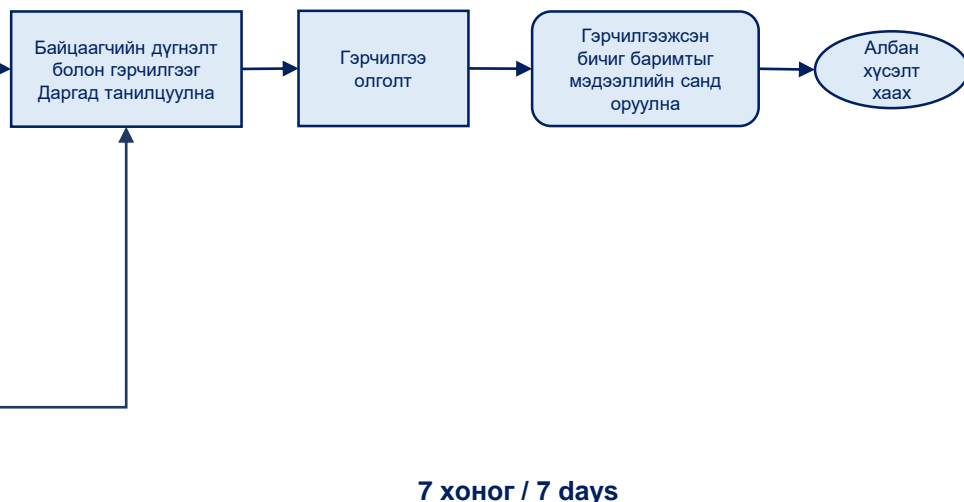 Байцаагчийн дүгнэлт
болон гэрчилгээг
Даргад танилцуулна
Гэрчилгээ
олголт
Гэрчилгээжсэн
бичиг баримтыг
мэдээллийн санд
оруулна
Албан
хүсэлт
хаах
7 хоног / 7 days